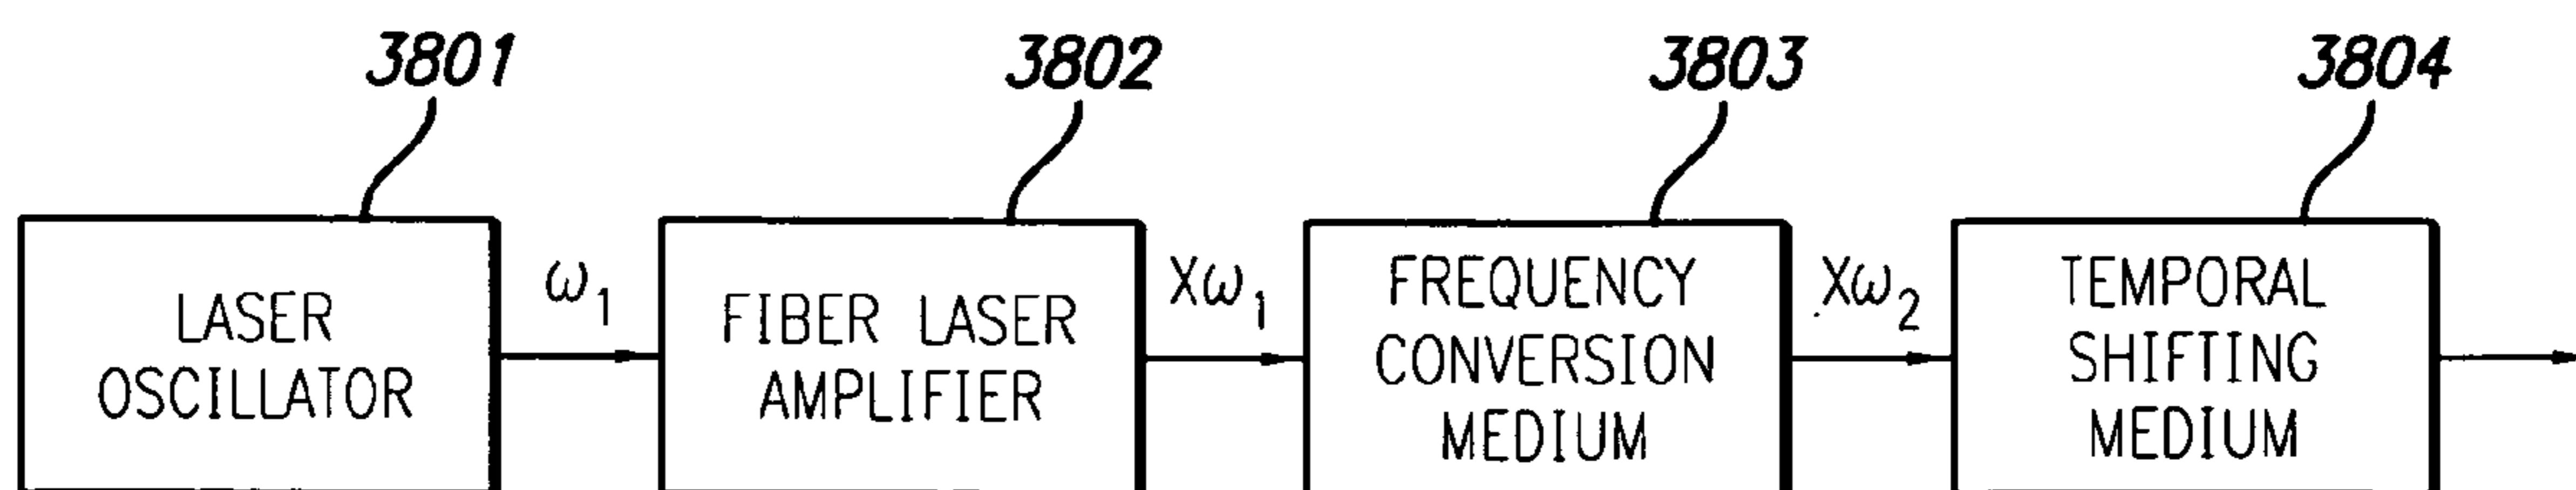 3801 3802 3803 3804
LASER
OSCILLATOR
ω1
FIBER LASER
AMPLIFIER
Xω1
FREQUENCY
CONVERSION
MEDIUM
Xω2
TEMPORAL
SHIFTING
MEDIUM